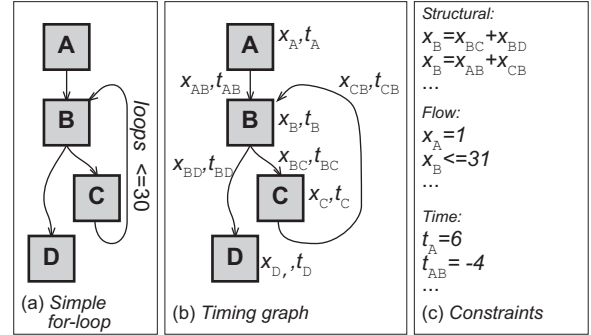 A
B
C
D
loops <=30
(a) Simple
for-loop
A
x_A,t_A
x_AB,t_AB
x_CB,t_CB
B
x_B,t_B
x_BD,t_BD
x_BC,t_BC
C
x_C,t_C
D
x_D,,t_D
(b) Timing graph
Structural:
x_B=x_BC+x_BD
x_B=x_AB+x_CB
...
Flow:
x_A=1
x_B<=31
...
Time:
t_A=6
t_AB= -4
...
(c) Constraints